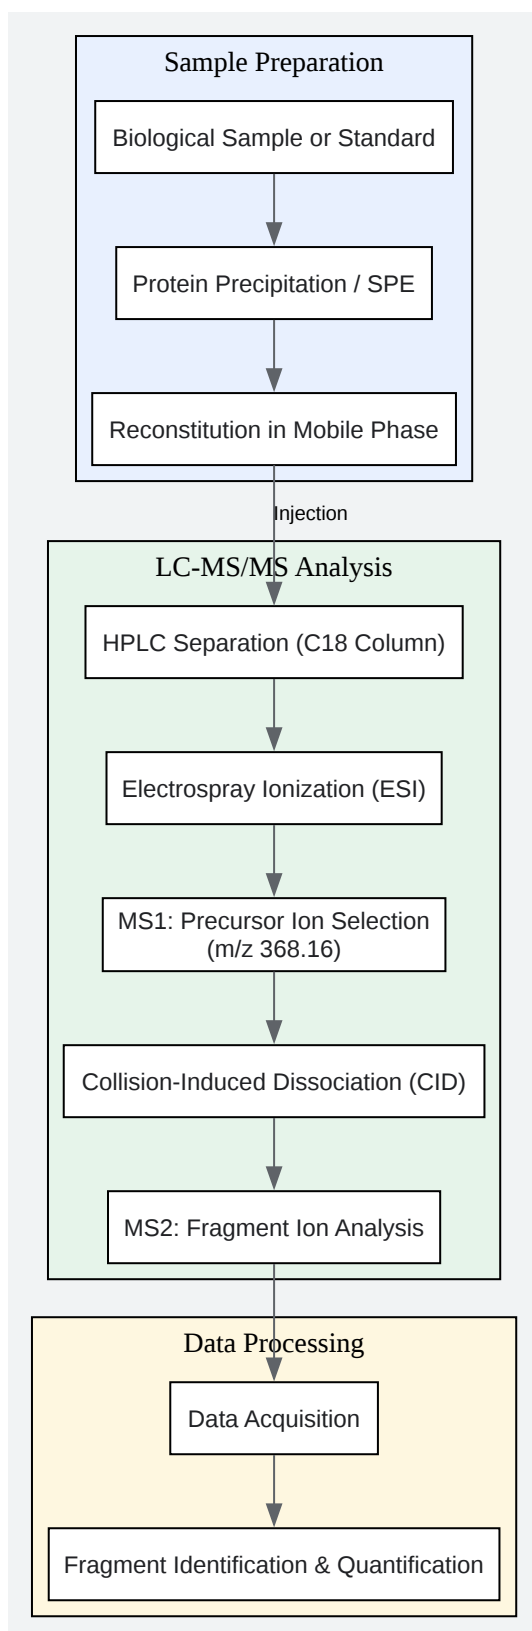 Sample Preparation
Biological Sample or Standard
Protein Precipitation / SPE
Reconstitution in Mobile Phase
Injection
LC-MS/MS Analysis
HPLC Separation (C18 Column)
Electrospray Ionization (ESI)
MS1: Precursor Ion Selection
(m/z 368.16)
Collision-Induced Dissociation (CID)
MS2: Fragment Ion Analysis
Data Processing
Data Acquisition
Fragment Identification & Quantification